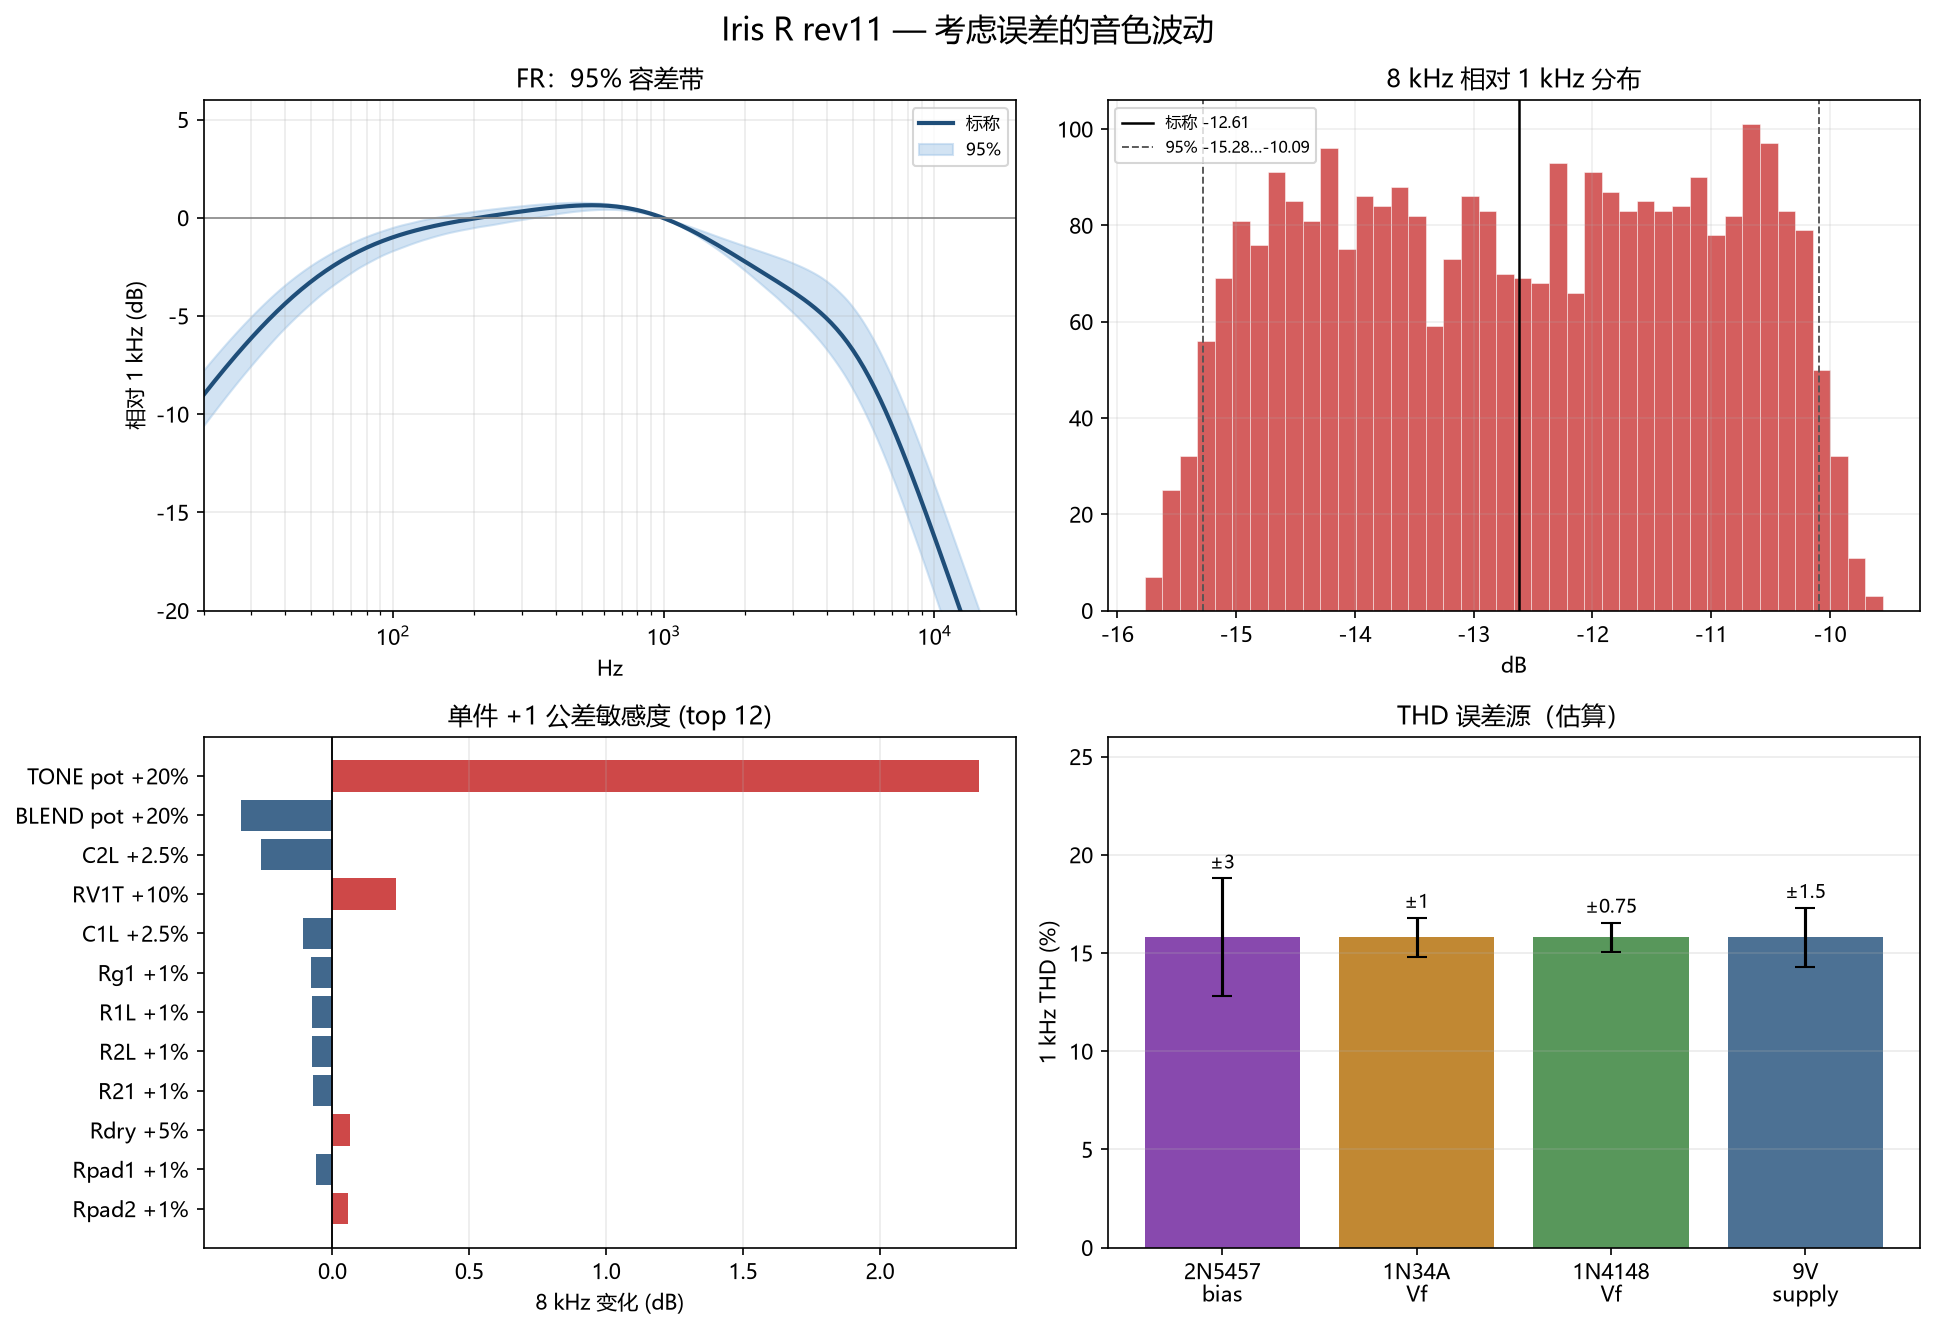 Iris R rev11 — 考虑误差的音色波动
FR：95% 容差带
标称
95%
5
0
-5
-10
-15
-20
相对 1 kHz (dB)
10²
10³
10⁴
Hz
8 kHz 相对 1 kHz 分布
标称 -12.61
95% -15.28...-10.09
100
80
60
40
20
0
-16
-15
-14
-13
-12
-11
-10
dB
单件 +1 公差敏感度 (top 12)
TONE pot +20%
BLEND pot +20%
C2L +2.5%
RV1T +10%
C1L +2.5%
Rg1 +1%
R1L +1%
R2L +1%
R21 +1%
Rdry +5%
Rpad1 +1%
Rpad2 +1%
0.0
0.5
1.0
1.5
2.0
8 kHz 变化 (dB)
THD 误差源（估算）
25
20
15
10
5
0
1 kHz THD (%)
±3
±1
±0.75
±1.5
2N5457
bias
1N34A
Vf
1N4148
Vf
9V
supply